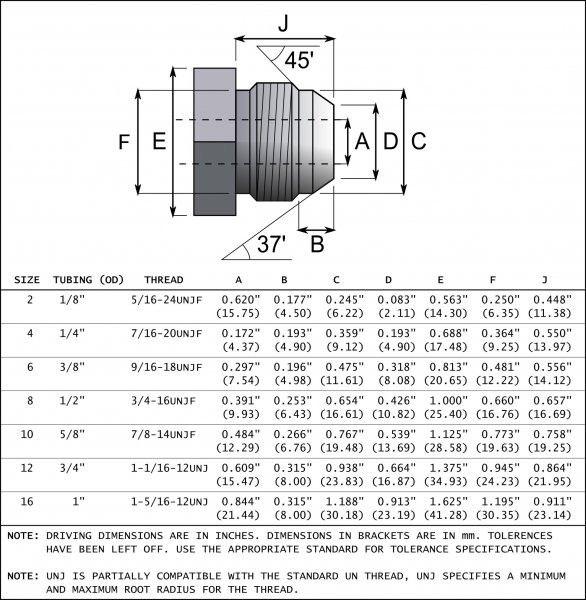 J
45'
F
E
A
D
C
B
37'
SIZE TUBING (OD) THREAD A B C D E F J
2 1/8" 5/16-24UNJF 0.620" 0.177" 0.245" 0.083" 0.563" 0.250" 0.448"
(15.75) (4.50) (6.22) (2.11) (14.30) (6.35) (11.38)
4 1/4" 7/16-20UNJF 0.172" 0.193" 0.359" 0.193" 0.688" 0.364" 0.550"
(4.37) (4.90) (9.12) (4.90) (17.48) (9.25) (13.97)
6 3/8" 9/16-18UNJF 0.297" 0.196" 0.475" 0.318" 0.813" 0.481" 0.556"
(7.54) (4.98) (11.61) (8.08) (20.65) (12.22) (14.12)
8 1/2" 3/4-16UNJF 0.391" 0.253" 0.654" 0.426" 1.000" 0.660" 0.657"
(9.93) (6.43) (16.61) (10.82) (25.40) (16.76) (16.69)
10 5/8" 7/8-14UNJF 0.484" 0.266" 0.767" 0.539" 1.125" 0.773" 0.758"
(12.29) (6.76) (19.48) (13.69) (28.58) (19.63) (19.25)
12 3/4" 1-1/16-12UNJ 0.609" 0.315" 0.938" 0.664" 1.375" 0.945" 0.864"
(15.47) (8.00) (23.83) (16.87) (34.93) (24.23) (21.95)
16 1" 1-5/16-12UNJ 0.844" 0.315" 1.188" 0.913" 1.625" 1.195" 0.911"
(21.44) (8.00) (30.18) (23.19) (41.28) (30.35) (23.14)
NOTE: DRIVING DIMENSIONS ARE IN INCHES. DIMENSIONS IN BRACKETS ARE IN mm. TOLERENCES
HAVE BEEN LEFT OFF. USE THE APPROPRIATE STANDARD FOR TOLERANCE SPECIFICATIONS.
NOTE: UNJ IS PARTIALLY COMPATIBLE WITH THE STANDARD UN THREAD, UNJ SPECIFIES A MINIMUM
AND MAXIMUM ROOT RADIUS FOR THE THREAD.